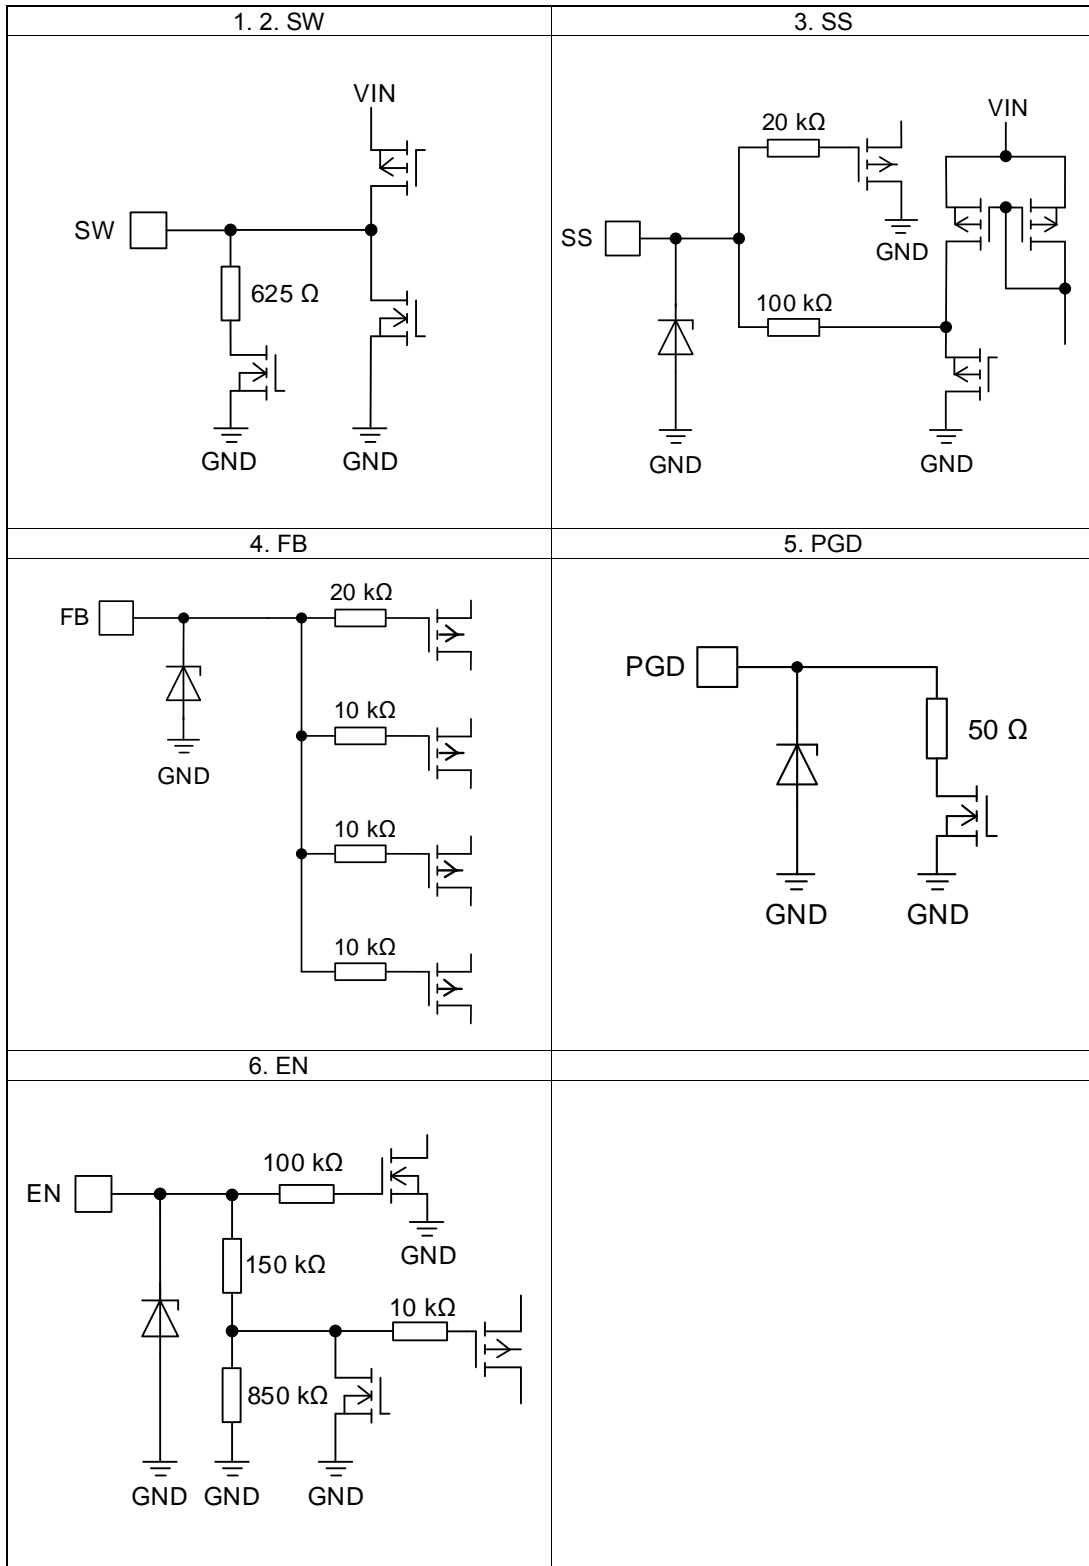 1. 2. SW
VIN
SW
625 Ω
GND
GND
3. SS
20 kΩ
VIN
SS
GND
100 kΩ
GND
GND
4. FB
20 kΩ
FB
10 kΩ
GND
10 kΩ
10 kΩ
5. PGD
PGD
50 Ω
GND
GND
6. EN
100 kΩ
EN
GND
150 kΩ
10 kΩ
850 kΩ
GND
GND
GND